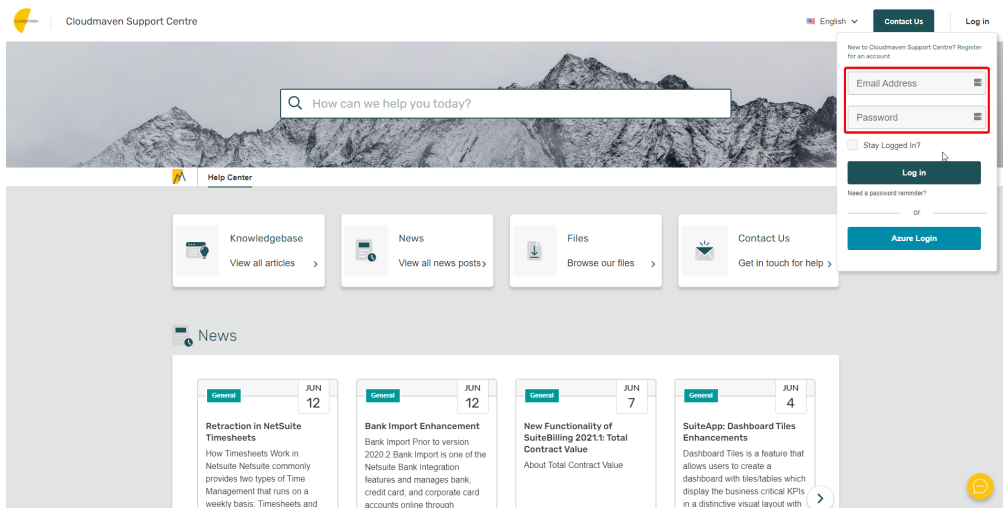 CLOUDMAVEN
Cloudmaven Support Centre
English
Contact Us
Log in
New to Cloudmaven Support Centre? Register
for an account
Email Address
Password
Stay Logged In?
Log in
Need a password reminder?
or
Azure Login
How can we help you today?
Help Center
Knowledgebase
View all articles
News
View all news posts
Files
Browse our files
Contact Us
Get in touch for help
News
General
JUN
12
Retraction in NetSuite
Timesheets
How Timesheets Work in
Netsuite Netsuite commonly
provides two types of Time
Management that runs on a
weekly basis: Timesheets and
General
JUN
12
Bank Import Enhancement
Bank Import Prior to version
2020.2 Bank Import is one of the
Netsuite Bank Integration
features and manages bank,
credit card, and corporate card
accounts online through
General
JUN
7
New Functionality of
SuiteBilling 2021.1: Total
Contract Value
About Total Contract Value
General
JUN
4
SuiteApp: Dashboard Tiles
Enhancements
Dashboard Tiles is a feature that
allows users to create a
dashboard with tiles/tables which
display the business critical KPIs
in a distinctive visual layout with